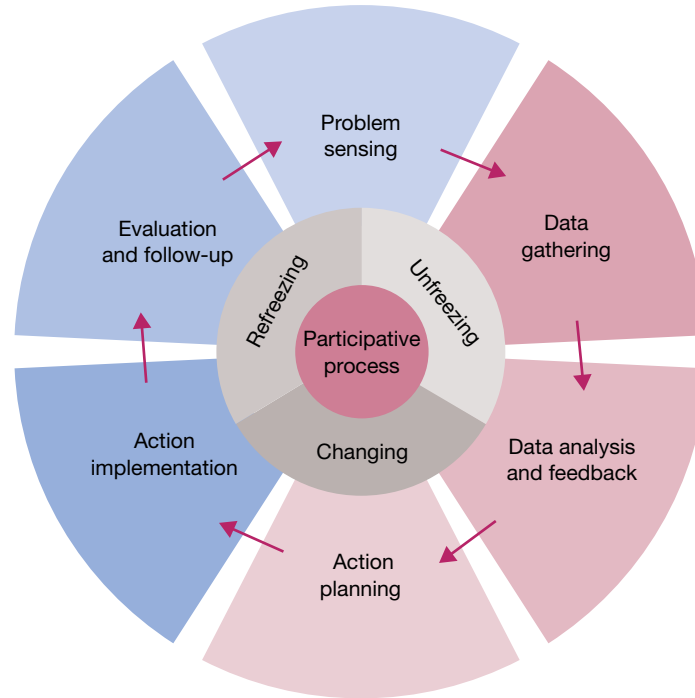 Problem
sensing
Data
gathering
Data analysis
and feedback
Action
planning
Action
implementation
Evaluation
and follow-up
Unfreezing
Changing
Refreezing
Participative
process